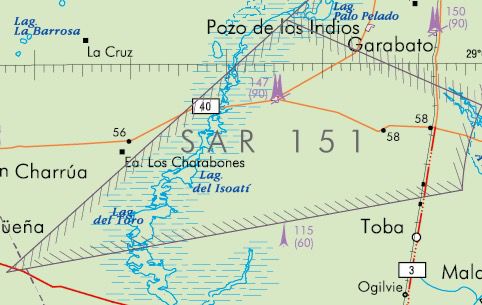 Lag.
La Barrosa
Lag.
Palo Pelado
150
(90)
Pozo de los Indios
Garabato
La Cruz
29°
147
(90)
40
56
SAR 151
58
58
n Charrúa
Ea. Los Charabones
Lag.
del Isoatí
Lag.
del Toro
üeña
115
(60)
Toba
3
Mala
Ogilvie